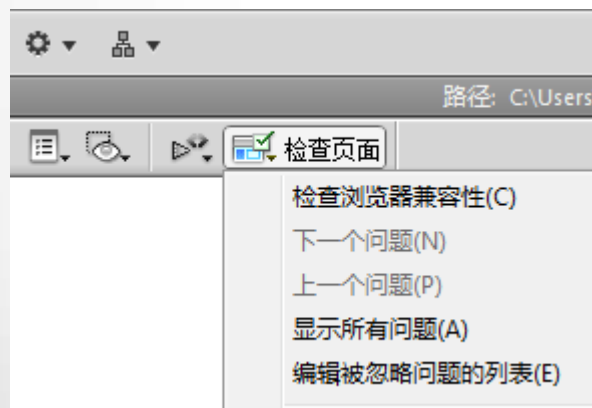 路径: C:\Users
检查页面
检查浏览器兼容性(C)
下一个问题(N)
上一个问题(P)
显示所有问题(A)
编辑被忽略问题的列表(E)